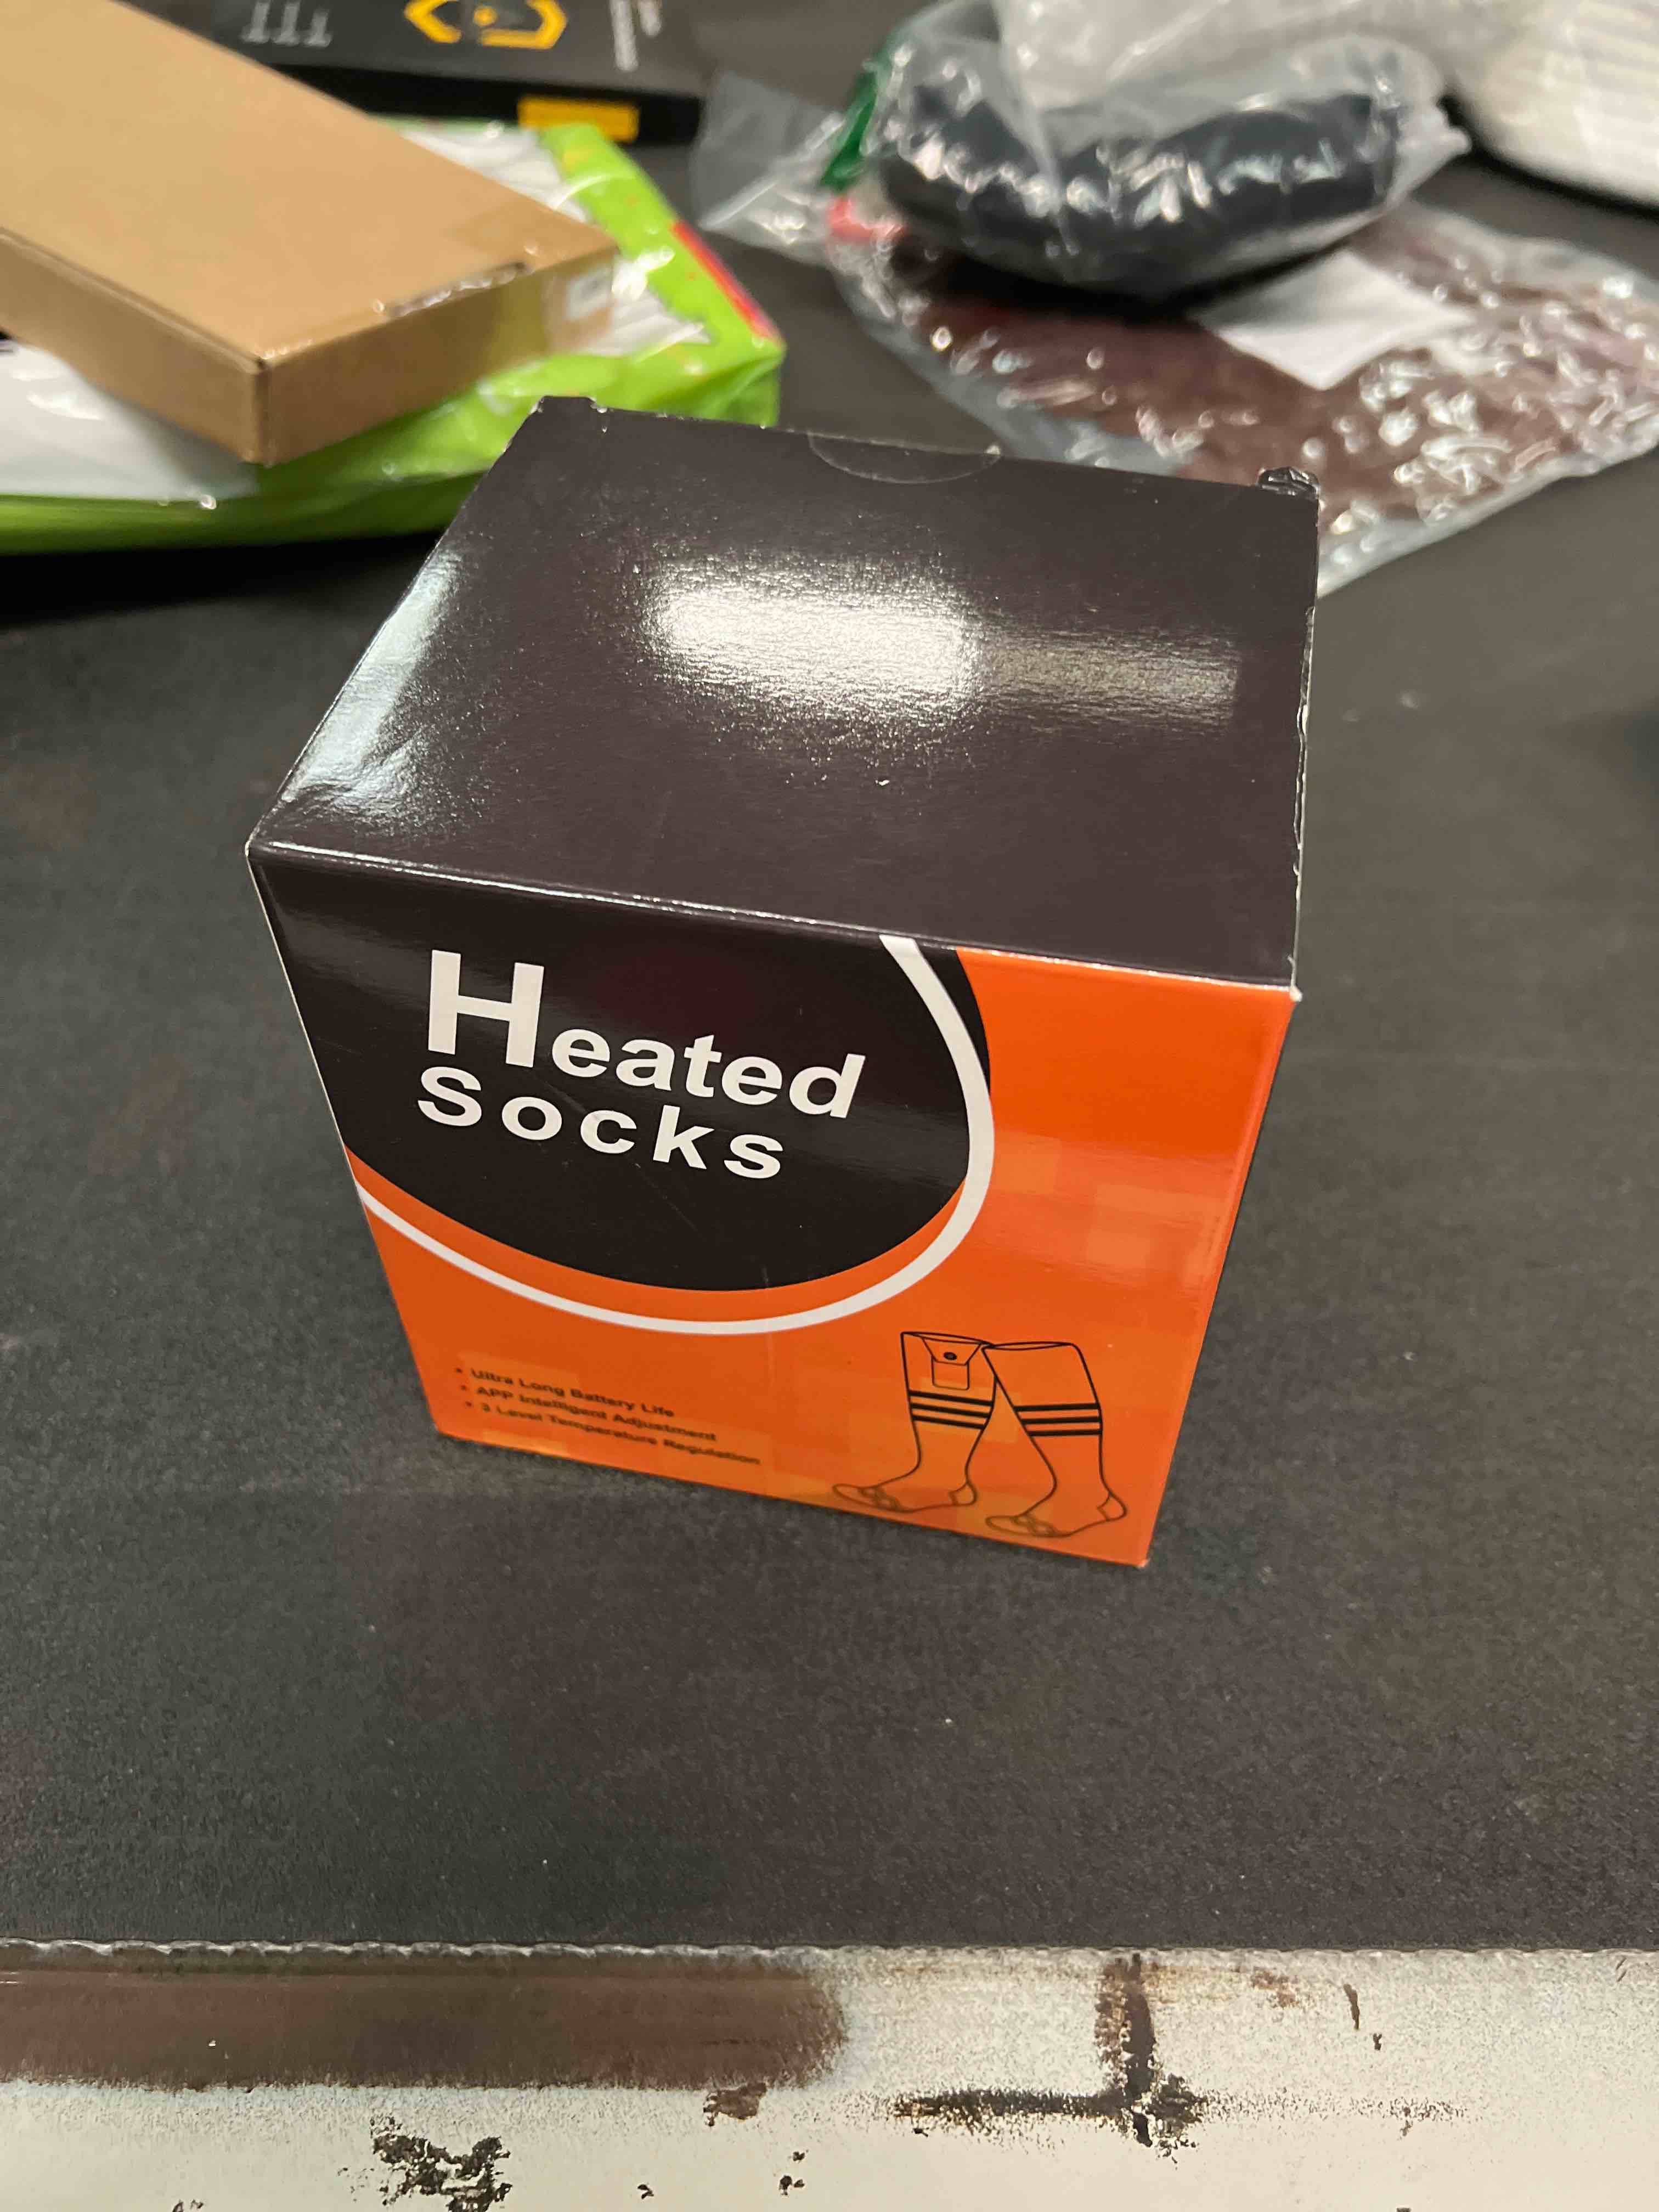 Heated
Socks
• Ultra Long Battery Life
• APP Intelligent Adjustment
• 3 Level Temperature Regulation